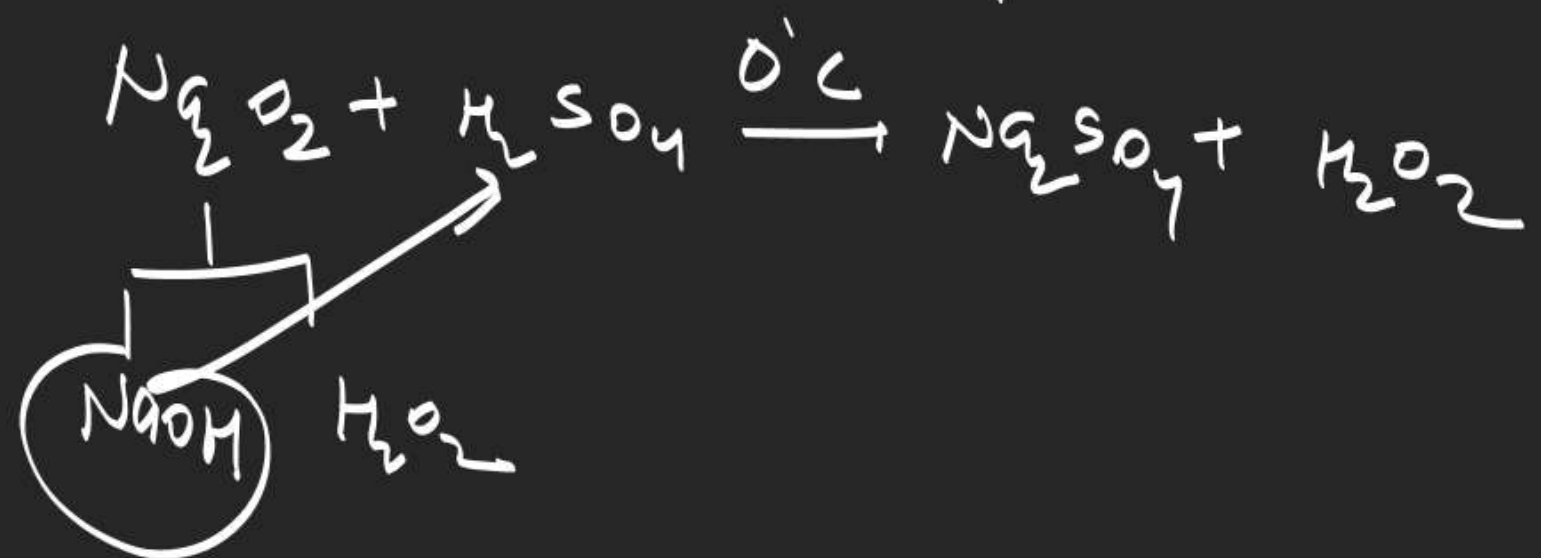 0°C
Na₂O₂ + H₂SO₄ → Na₂SO₄ + H₂O₂
NaOH H₂O₂